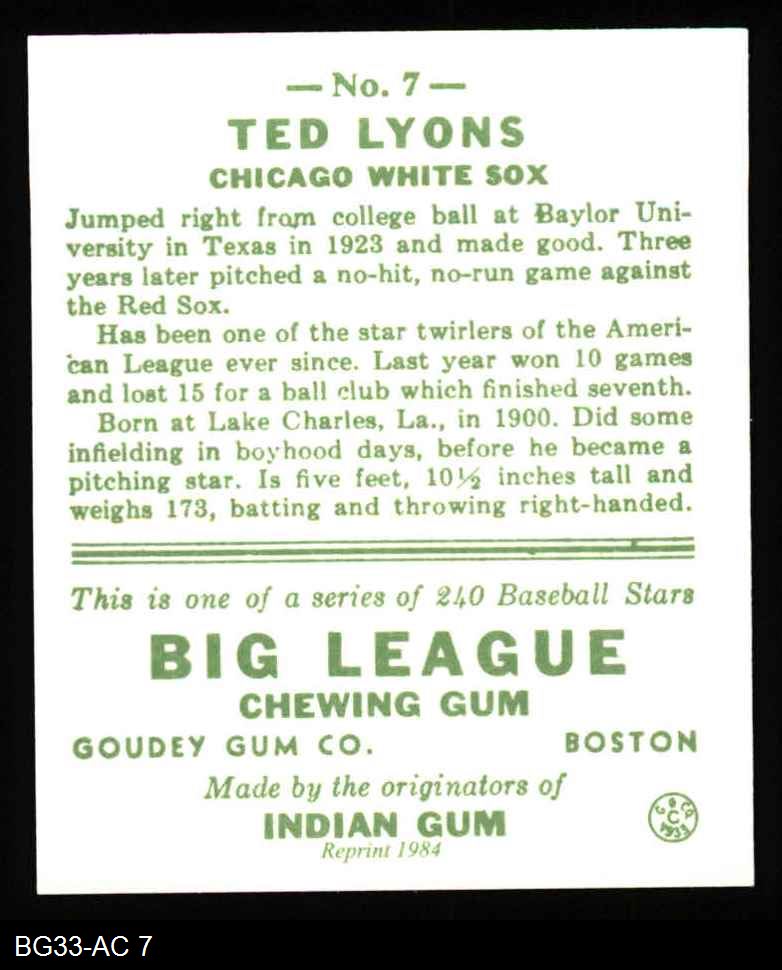 — No. 7 —
TED LYONS
CHICAGO WHITE SOX
Jumped right from college ball at Baylor Uni-
versity in Texas in 1923 and made good. Three
years later pitched a no-hit, no-run game against
the Red Sox.
Has been one of the star twirlers of the Ameri-
can League ever since. Last year won 10 games
and lost 15 for a ball club which finished seventh.
Born at Lake Charles, La., in 1900. Did some
infielding in boyhood days, before he became a
pitching star. Is five feet, 10½ inches tall and
weighs 173, batting and throwing right-handed.
This is one of a series of 240 Baseball Stars
BIG LEAGUE
CHEWING GUM
GOUDEY GUM CO. BOSTON
Made by the originators of
INDIAN GUM
Reprint 1984
G G CO
C
1933
BG33-AC 7